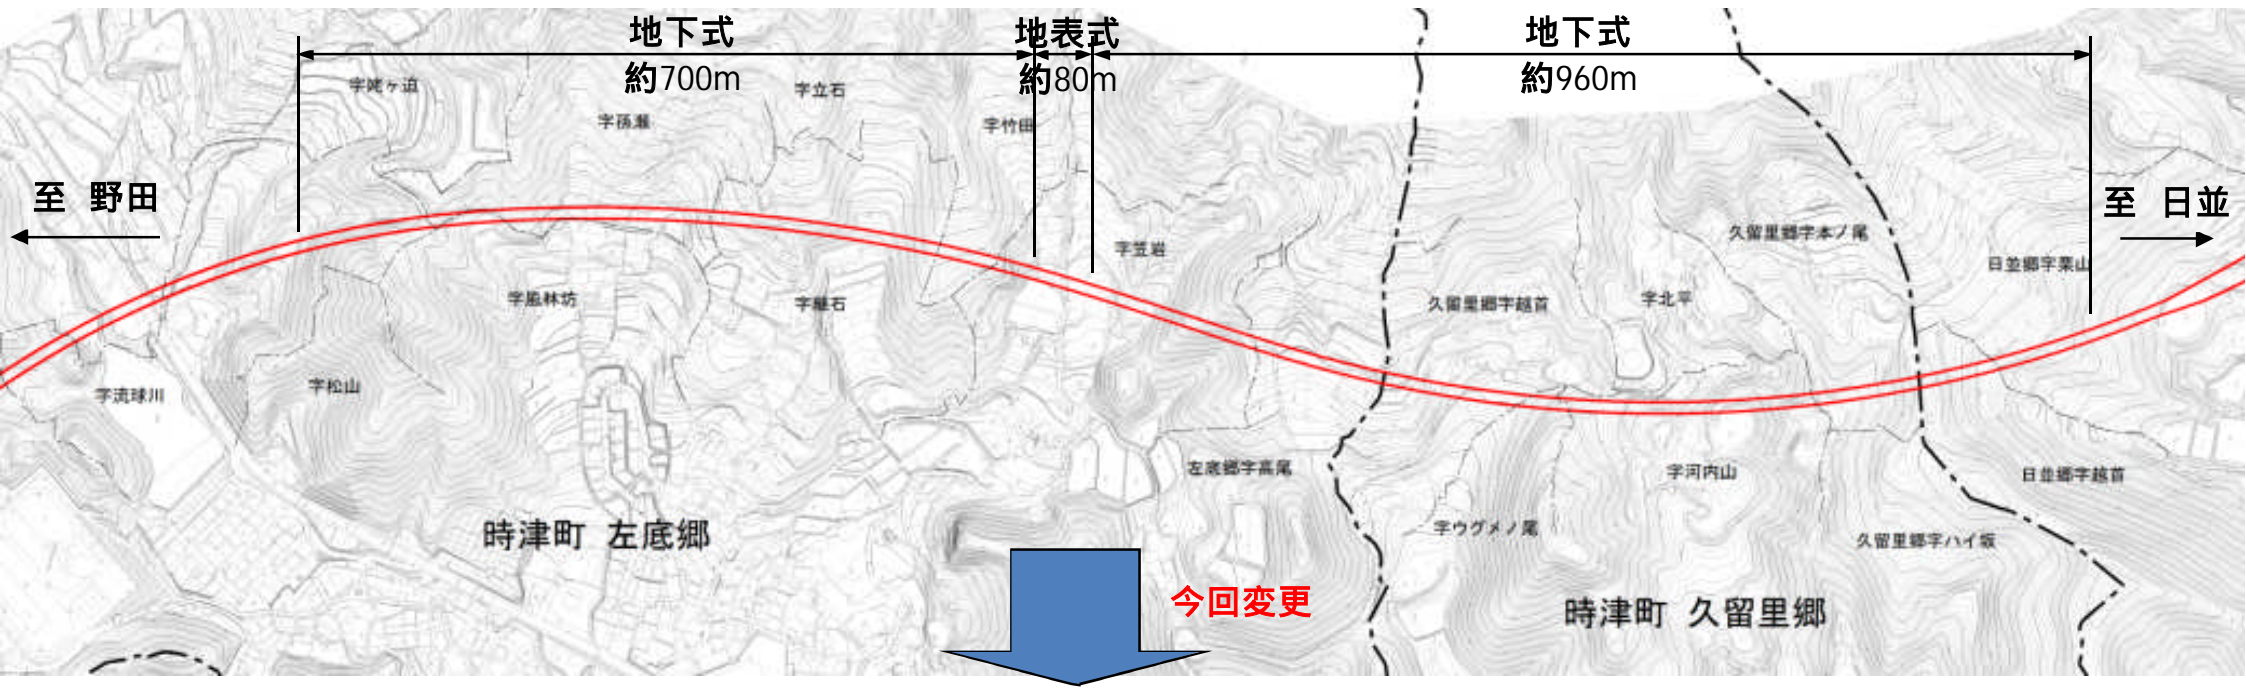 地下式
地表式
地下式
約700m
約80m
約960m
字立石
字孫瀬
字竹田
至 野田
至 日並
久留里郷字本ノ尾
字笠岩
日並郷字栗山
字風林坊
字継石
久留里郷字越首
字北平
字流球川
字松山
左底郷字高尾
字河内山
日並郷字越首
時津町 左底郷
字ウグメノ尾
久留里郷字ハイ坂
今回変更
時津町 久留里郷